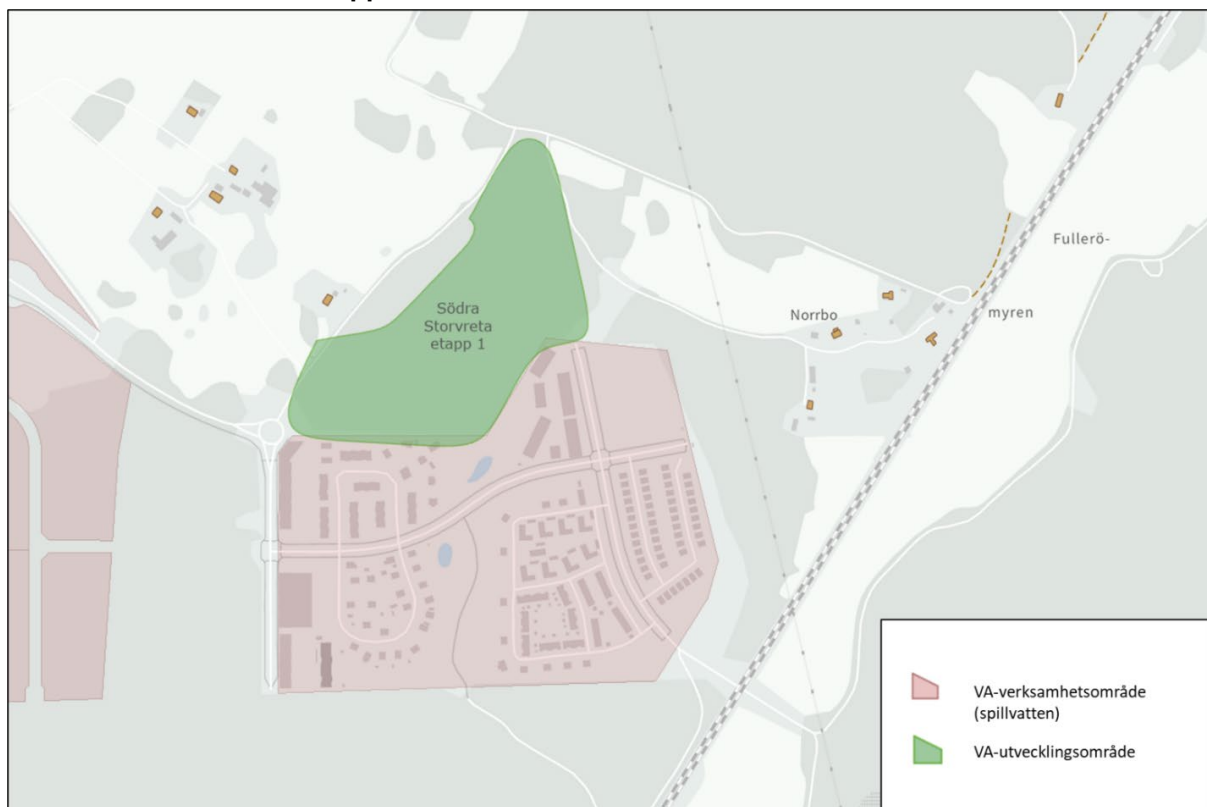 Södra
Storvreta
etapp 1
Norrbo
Fullerö-
myren
VA-verksamhetsområde
(spillvatten)
VA-utvecklingsområde